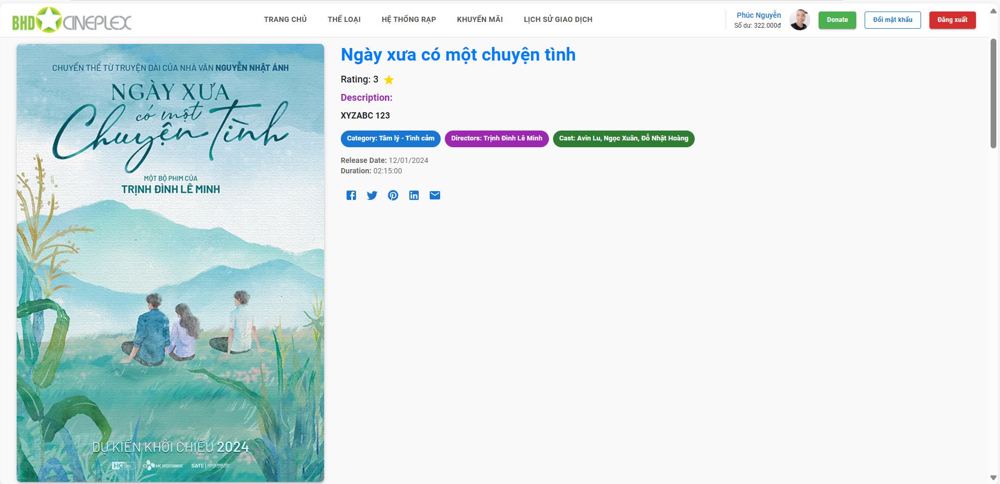 BHD CINEPLEX
TRANG CHỦ THỂ LOẠI HỆ THỐNG RẠP KHUYẾN MÃI LỊCH SỬ GIAO DỊCH
Phúc Nguyễn
Số dư: 322.000đ
Donate Đổi mật khẩu Đăng xuất
CHUYỂN THỂ TỪ TRUYỆN DÀI CỦA NHÀ VĂN NGUYỄN NHẬT ÁNH
NGÀY XƯA
có một
Chuyện Tình
MỘT BỘ PHIM CỦA
TRỊNH ĐÌNH LÊ MINH
DỰ KIẾN KHỞI CHIẾU 2024
HKFilm CJ HK ENTERTAINMENT SATE
Ngày xưa có một chuyện tình
Rating: 3
Description:
XYZABC 123
Category: Tâm lý - Tình cảm Directors: Trịnh Đình Lê Minh Cast: Avin Lu, Ngọc Xuân, Đỗ Nhật Hoàng
Release Date: 12/01/2024
Duration: 02:15:00